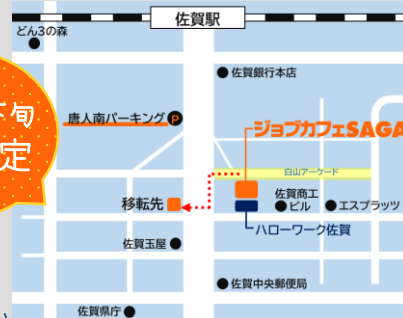 佐賀駅
どん3の森
佐賀銀行本店
旬
定
唐人南パーキング P
ジョブカフェSAGA
白山アーケード
移転先
佐賀商工
ビル
エスプラッツ
ハローワーク佐賀
佐賀玉屋
佐賀中央郵便局
佐賀県庁